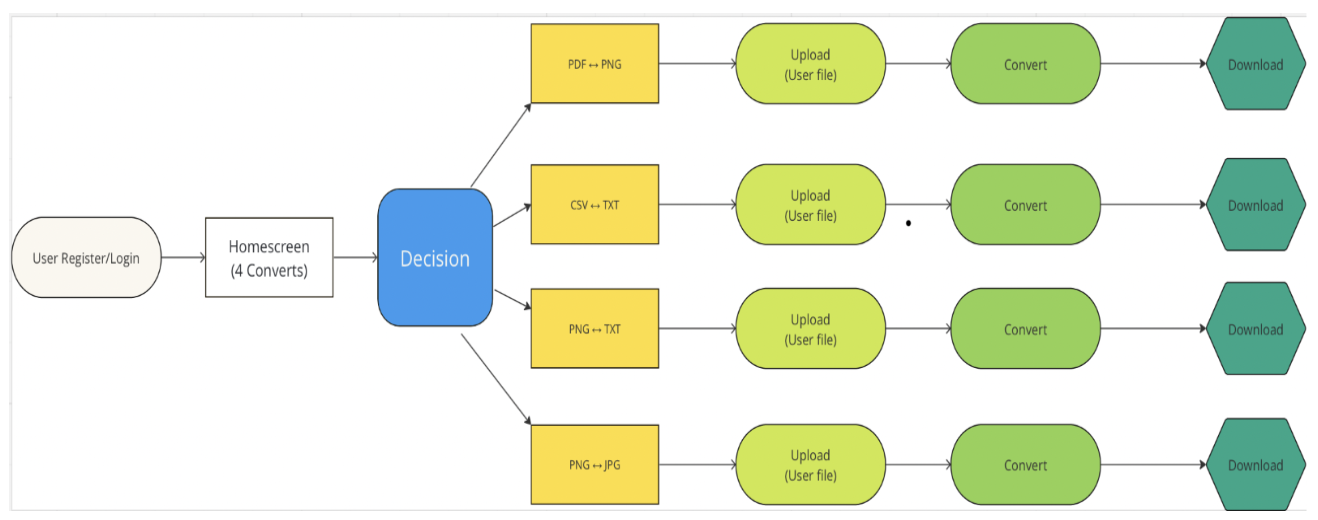 User Register/Login
Homescreen
(4 Converts)
Decision
PDF ↔ PNG
Upload
(User file)
Convert
Download
CSV ↔ TXT
Upload
(User file)
Convert
Download
PNG ↔ TXT
Upload
(User file)
Convert
Download
PNG ↔ JPG
Upload
(User file)
Convert
Download